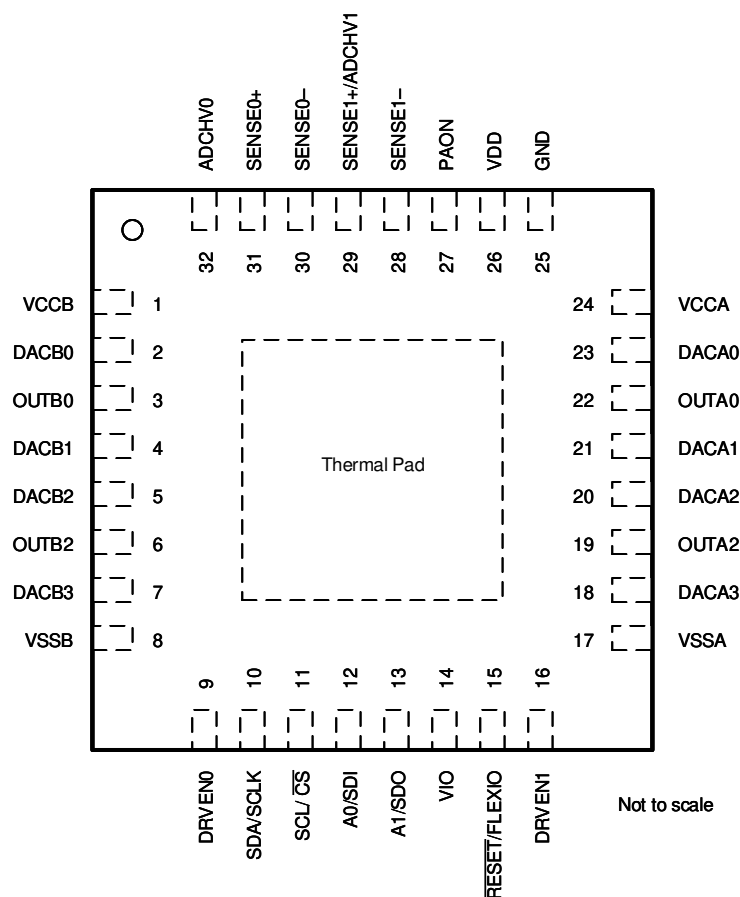 ADCHV0
SENSE0+
SENSE0–
SENSE1+/ADCHV1
SENSE1–
PAON
VDD
GND
32
31
30
29
28
27
26
25
VCCB 1 24 VCCA
DACB0 2 23 DACA0
OUTB0 3 22 OUTA0
DACB1 4 21 DACA1
Thermal Pad
DACB2 5 20 DACA2
OUTB2 6 19 OUTA2
DACB3 7 18 DACA3
VSSB 8 17 VSSA
9
10
11
12
13
14
15
16
DRVEN0
SDA/SCLK
SCL/C̅S̅
A0/SDI
A1/SDO
VIO
R̅E̅S̅E̅T̅/FLEXIO
DRVEN1
Not to scale